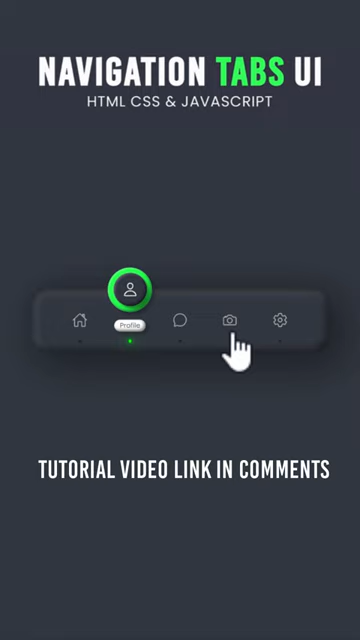 NAVIGATION TABS UI
HTML CSS & JAVASCRIPT
Profile
TUTORIAL VIDEO LINK IN COMMENTS